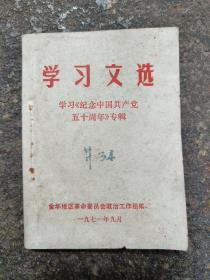 学习文选
学习《纪念中国共产党
五十周年》专辑
金华地区革命委员会政治工作组编
一九七一年九月